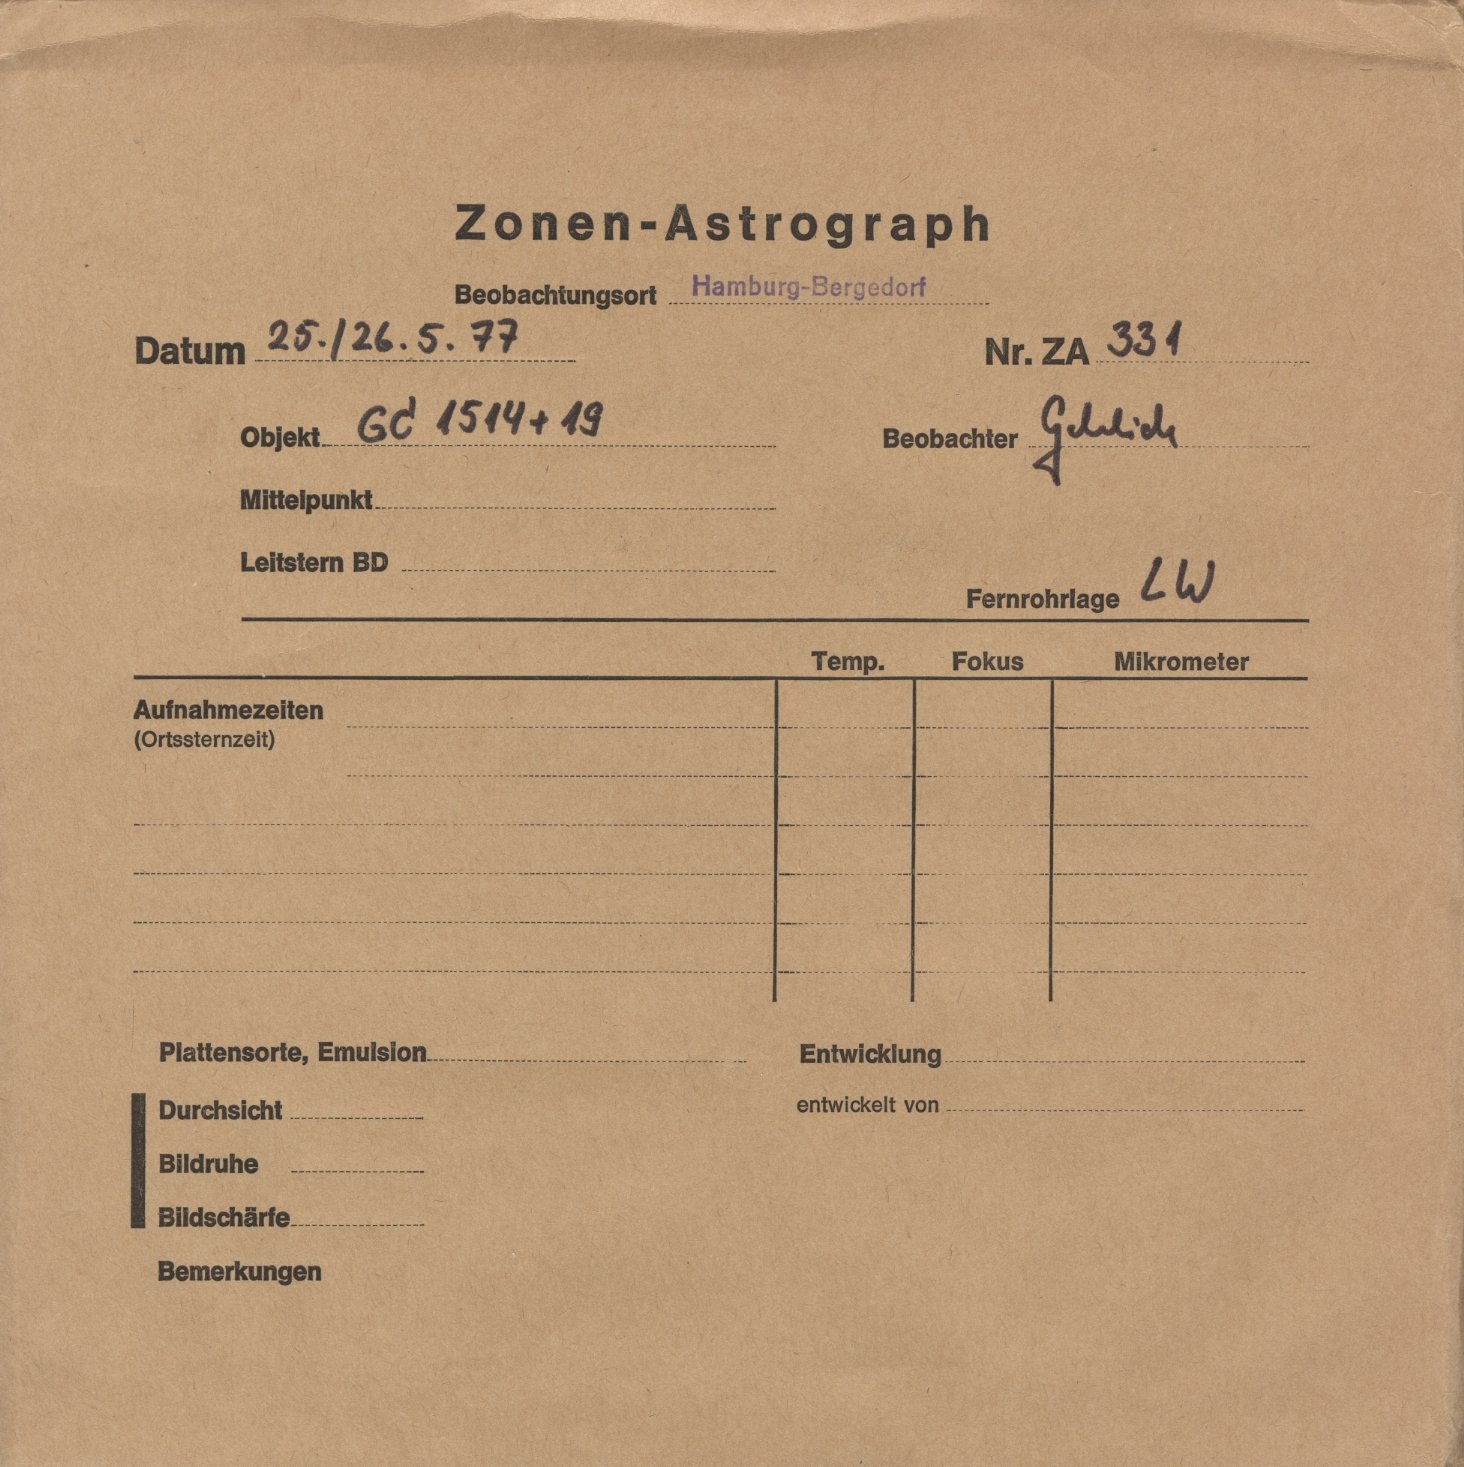 Zonen-Astrograph
Beobachtungsort Hamburg-Bergedorf
Datum 25./26.5.77 Nr. ZA 331
Objekt 1514+19 Beobachter
Mittelpunkt
Leitstern BD
Fernrohrlage LW
Temp. Fokus Mikrometer
Aufnahmezeiten
(Ortssternzeit)
Plattensorte, Emulsion Entwicklung
Durchsicht entwickelt von
Bildruhe
Bildschärfe
Bemerkungen